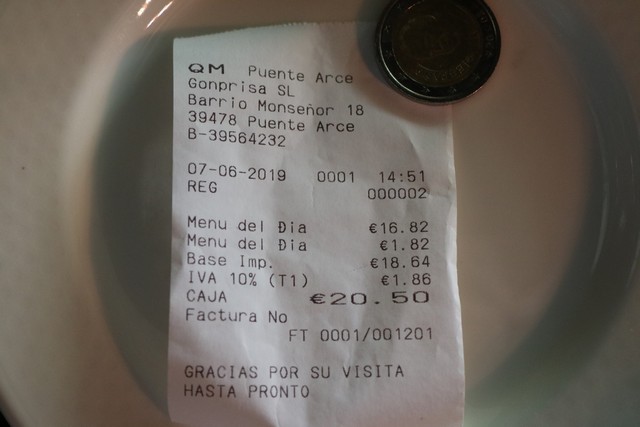 QM Puente Arce
Gonprisa SL
Barrio Monseñor 18
39478 Puente Arce
B-39564232
07-06-2019 0001 14:51
REG 000002
Menu del Đia €16.82
Menu del Đia €1.82
Base Imp. €18.64
IVA 10% (T1) €1.86
CAJA €20.50
Factura No
FT 0001/001201
GRACIAS POR SU VISITA
HASTA PRONTO